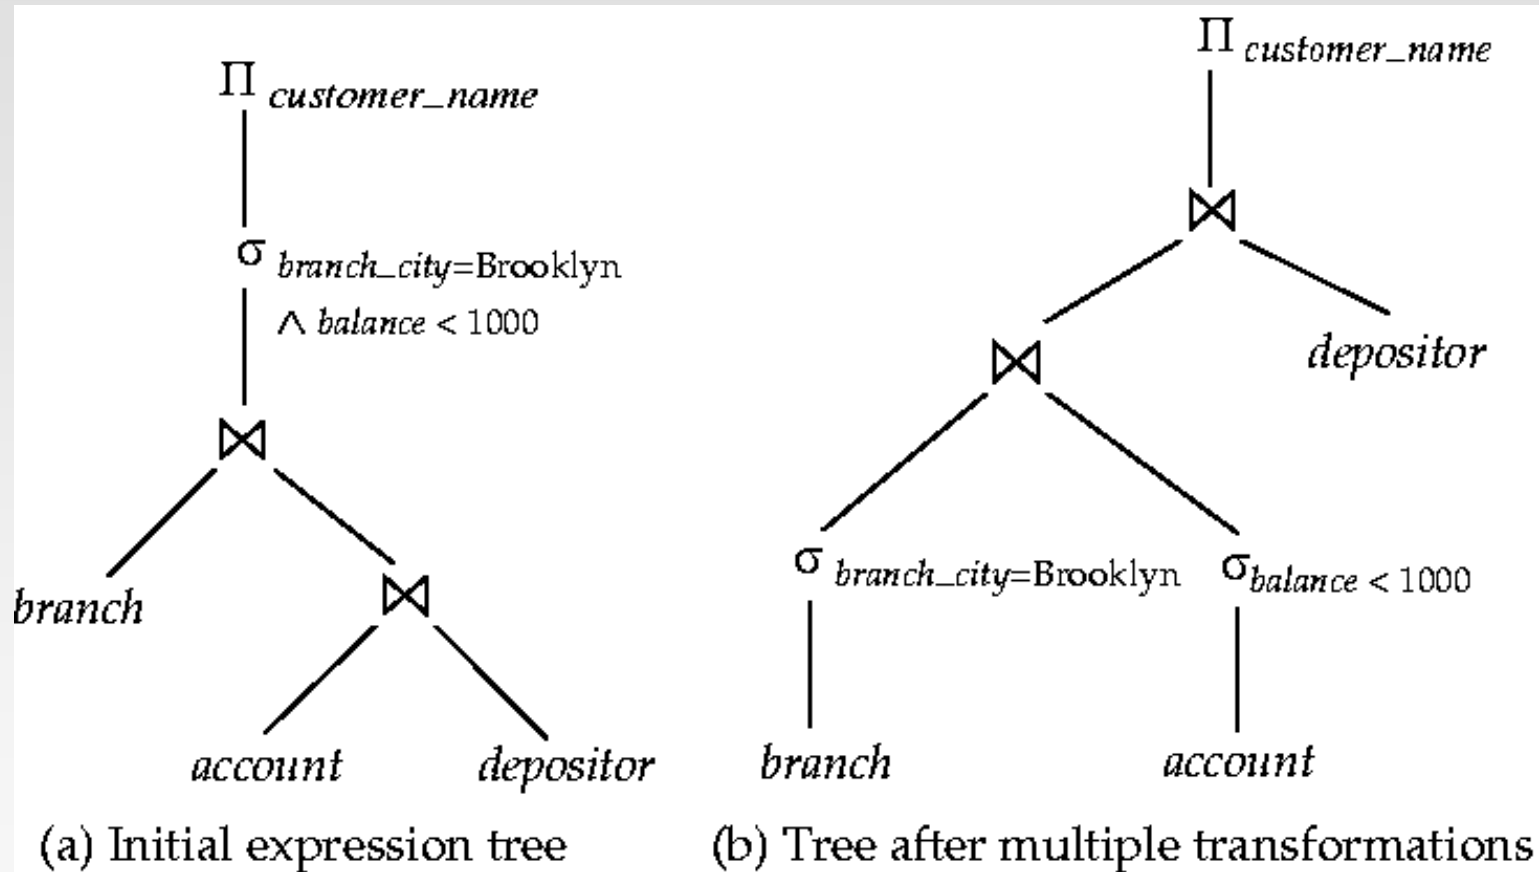 Π customer_name
σ branch_city=Brooklyn
∧ balance < 1000
⋈
branch
⋈
account depositor
(a) Initial expression tree
Π customer_name
⋈
depositor
⋈
σ branch_city=Brooklyn σbalance < 1000
branch account
(b) Tree after multiple transformations